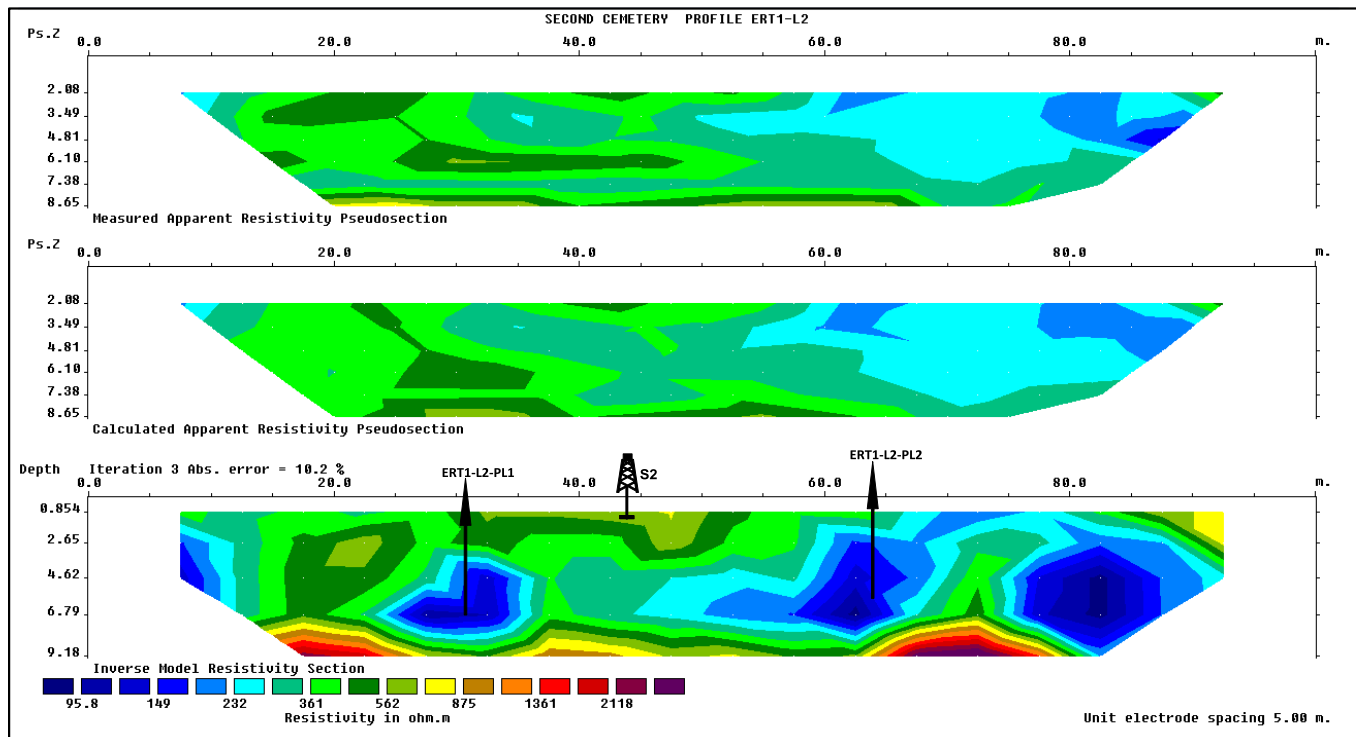 SECOND CEMETERY PROFILE ERT1-L2
Ps.Z 0.0 20.0 40.0 60.0 80.0 m.
2.08
3.49
4.81
6.10
7.38
8.65
Measured Apparent Resistivity Pseudosection
Ps.Z 0.0 20.0 40.0 60.0 80.0 m.
2.08
3.49
4.81
6.10
7.38
8.65
Calculated Apparent Resistivity Pseudosection
Depth Iteration 3 Abs. error = 10.2 %
ERT1-L2-PL1 S2 ERT1-L2-PL2
0.0 20.0 40.0 60.0 80.0 m.
0.854
2.65
4.62
6.79
9.18
Inverse Model Resistivity Section
95.8 149 232 361 562 875 1361 2118
Resistivity in ohm.m
Unit electrode spacing 5.00 m.